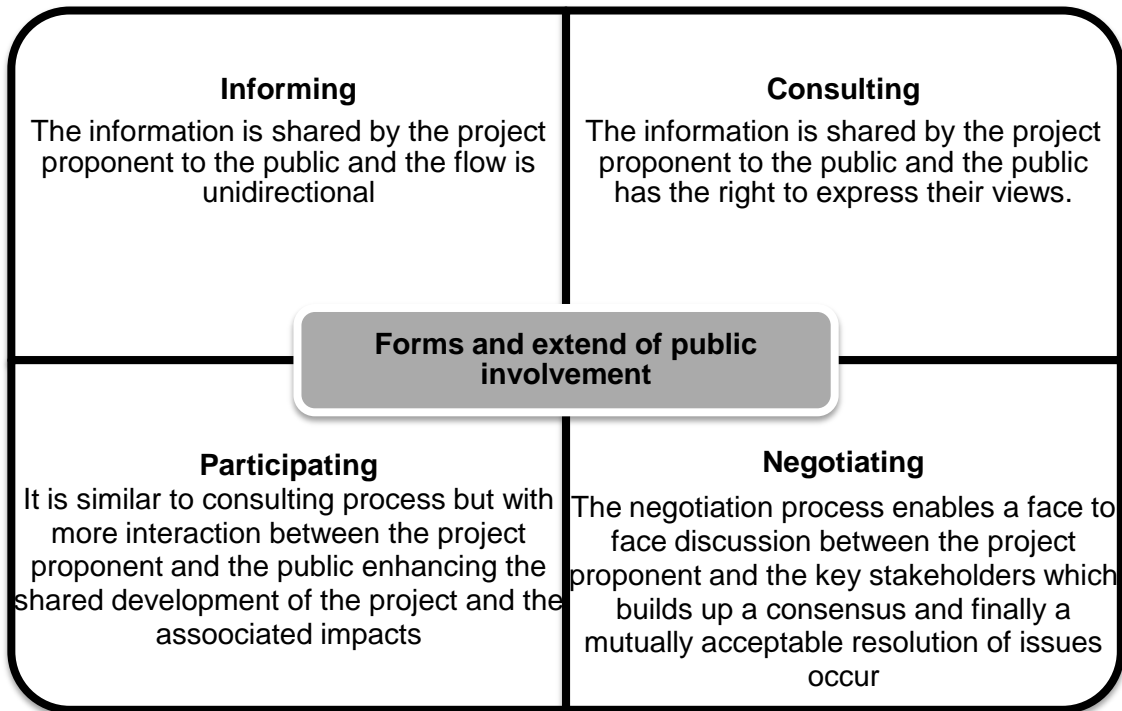 Informing
The information is shared by the project
proponent to the public and the flow is
unidirectional
Consulting
The information is shared by the project
proponent to the public and the public
has the right to express their views.
Forms and extend of public
involvement
Participating
It is similar to consulting process but with
more interaction between the project
proponent and the public enhancing the
shared development of the project and the
assoociated impacts
Negotiating
The negotiation process enables a face to
face discussion between the project
proponent and the key stakeholders which
builds up a consensus and finally a
mutually acceptable resolution of issues
occur